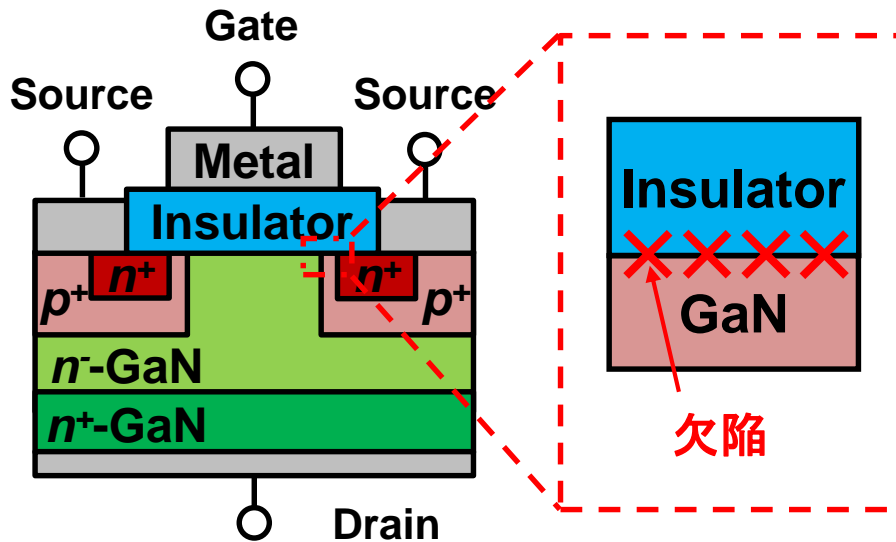 Gate
Source
Source
Metal
Insulator
n⁺
n⁺
p⁺
p⁺
n⁻-GaN
n⁺-GaN
Drain
Insulator
GaN
欠陥